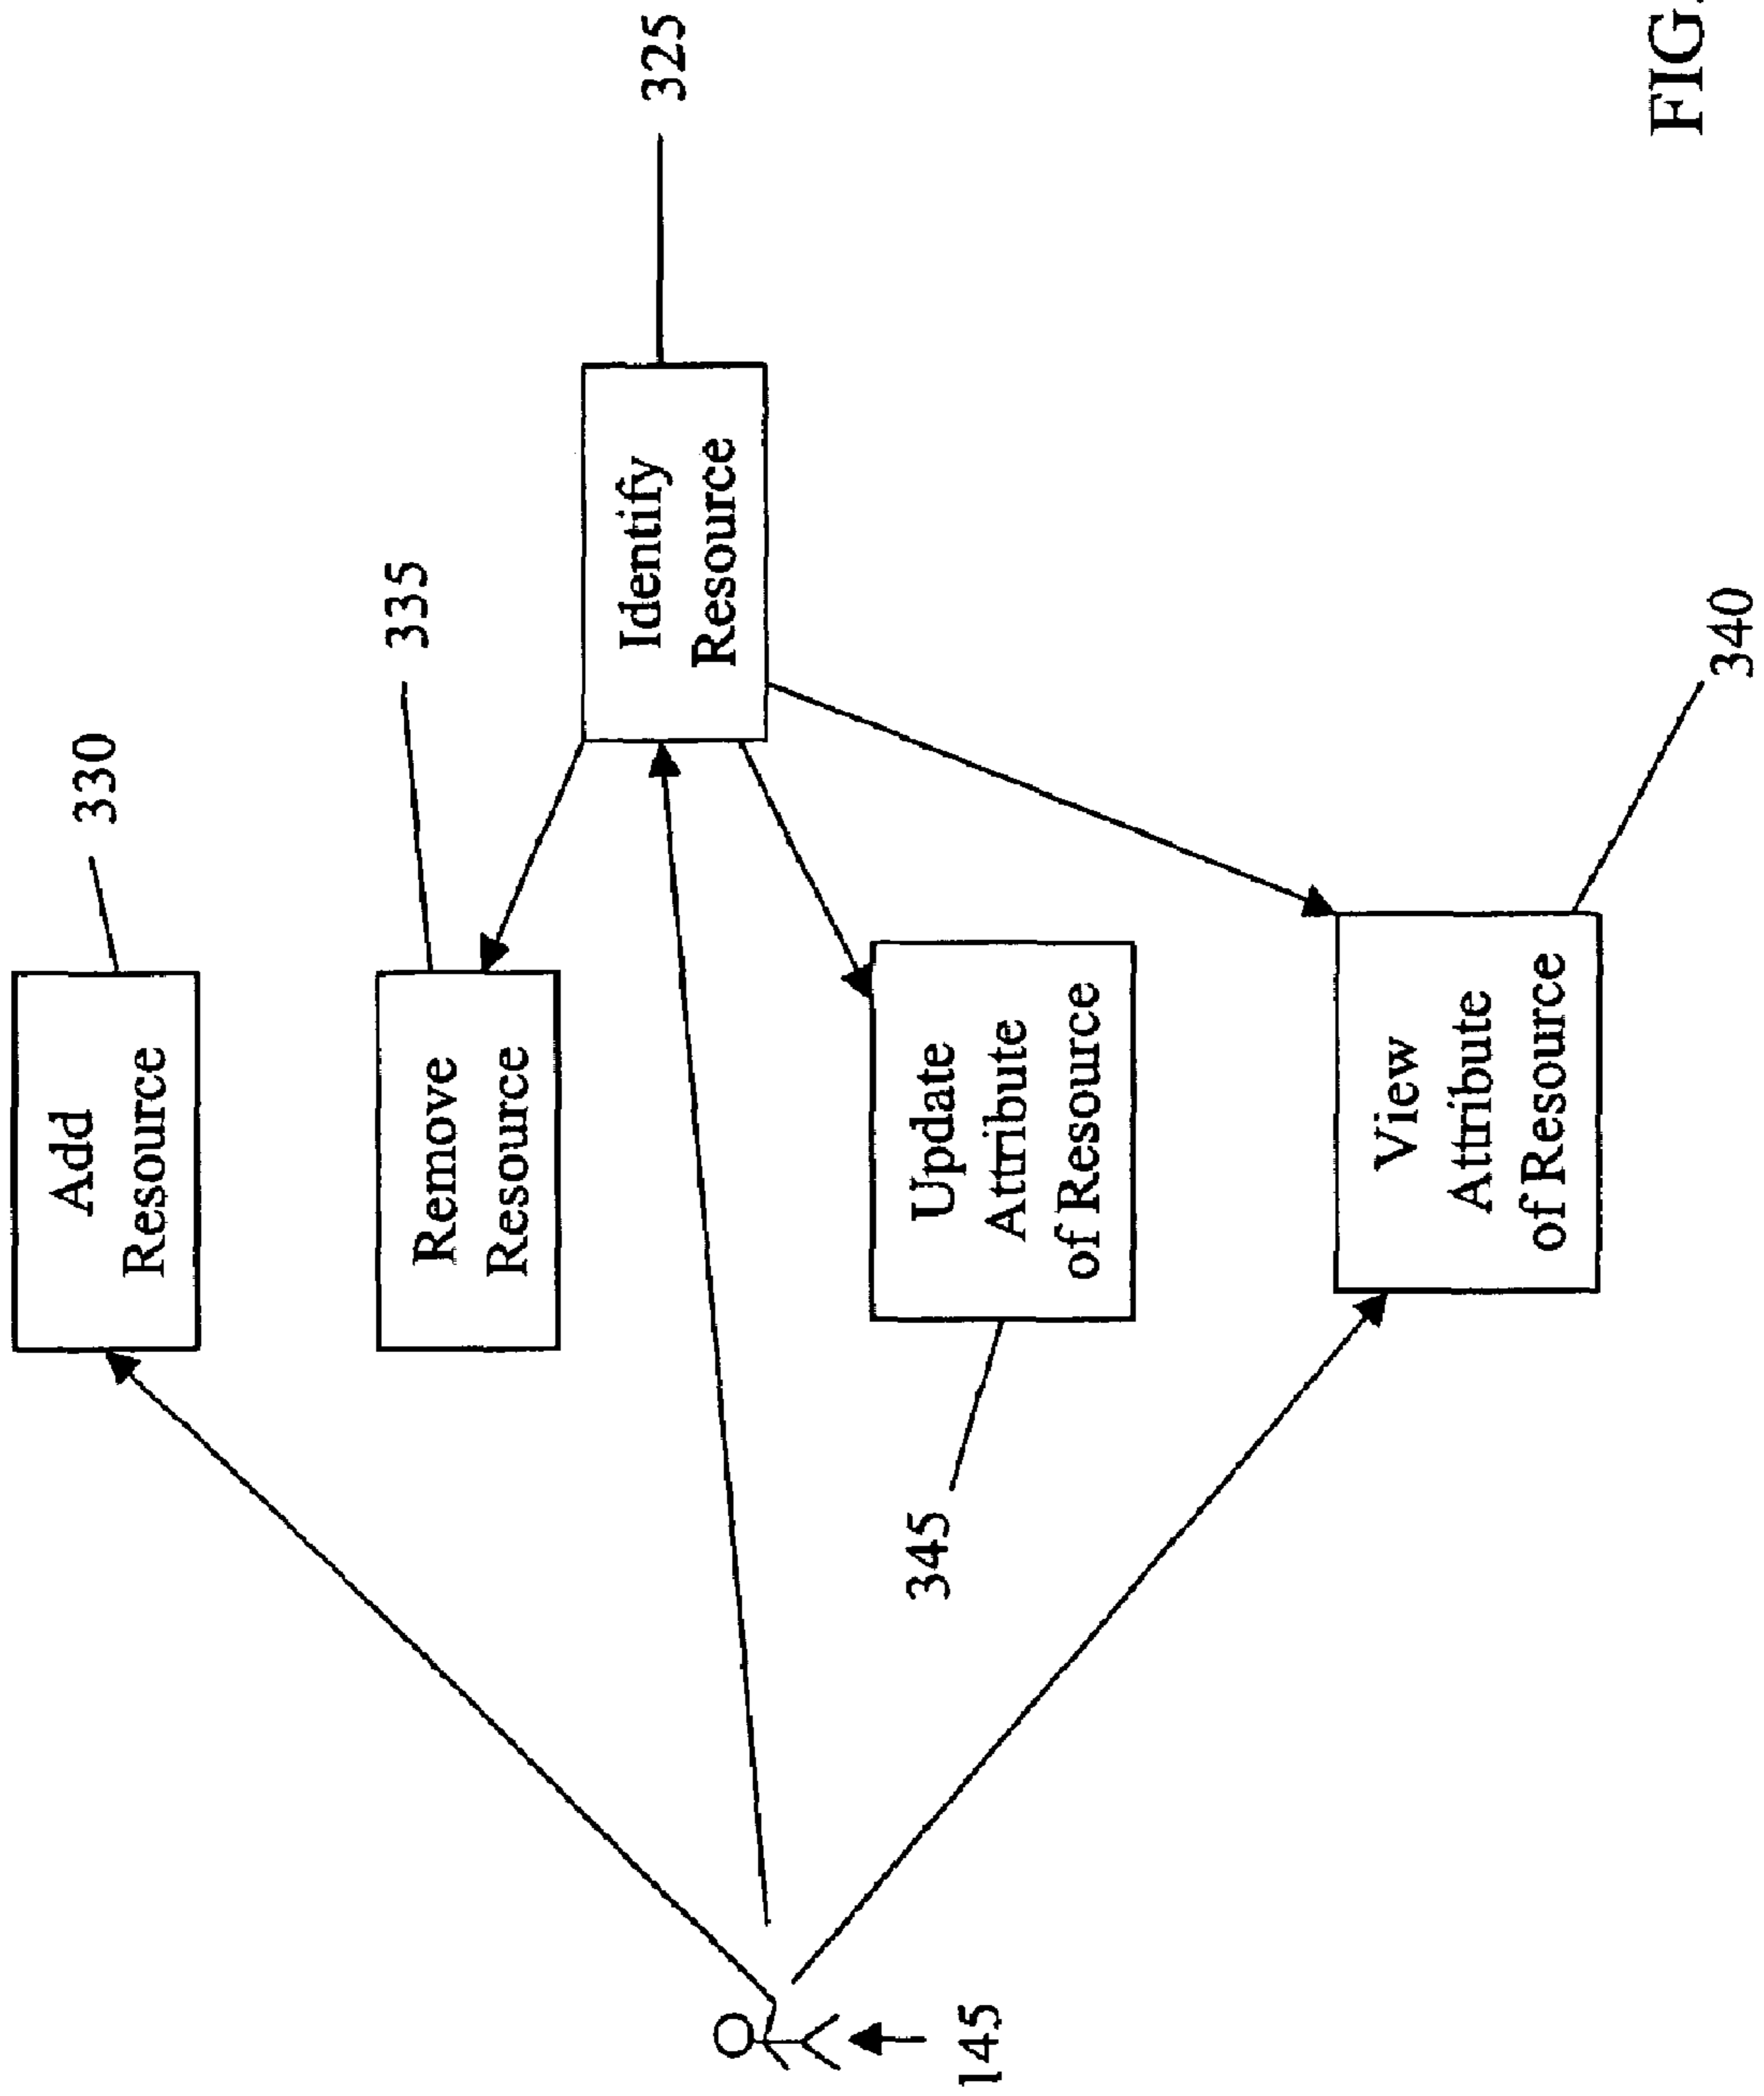 330
Add
Resource
335
Remove
Resource
325
Identify
Resource
345
Update
Attribute
of Resource
View
Attribute
of Resource
340
145
FIG.